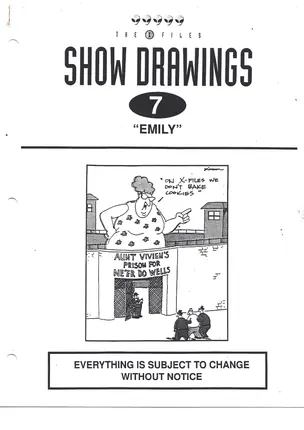 THE X FILES
SHOW DRAWINGS
7
"EMILY"
"ON X-FILES WE
DON'T BAKE
COOKIES"
AUNT VIVIEN'S
PRISON FOR
NE'ER DO WELLS
EVERYTHING IS SUBJECT TO CHANGE
WITHOUT NOTICE